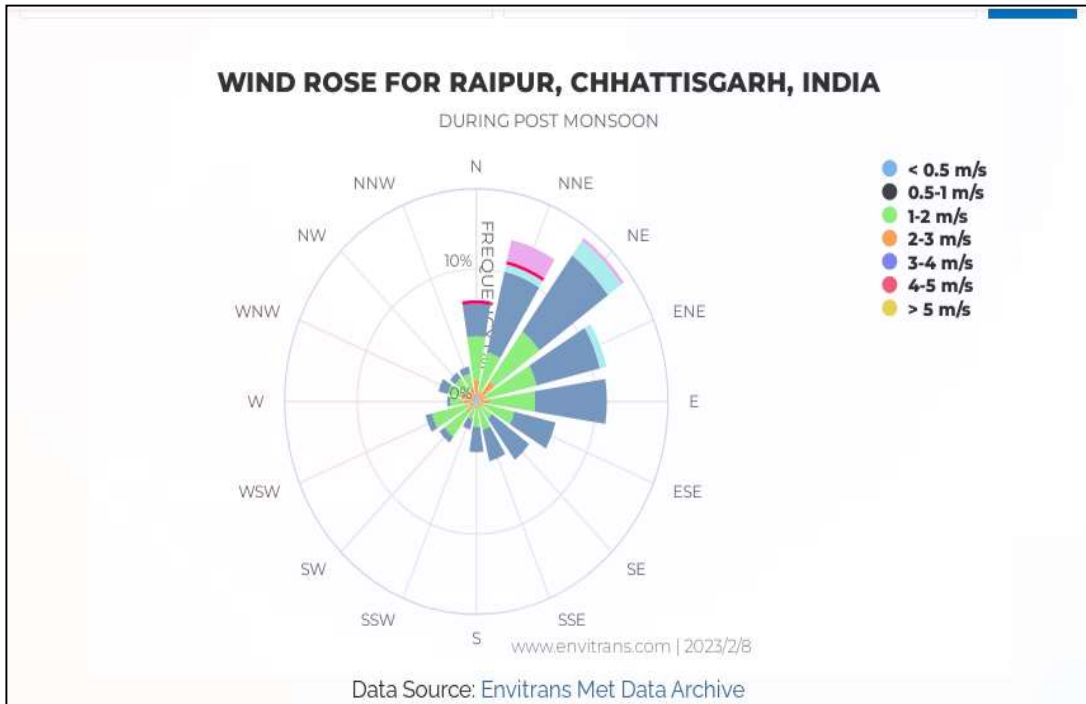 WIND ROSE FOR RAIPUR, CHHATTISGARH, INDIA
DURING POST MONSOON
N
NNE
NE
ENE
E
ESE
SE
SSE
S
SSW
SW
WSW
W
WNW
NW
NNW
10%
0%
FREQUENCY
< 0.5 m/s
0.5-1 m/s
1-2 m/s
2-3 m/s
3-4 m/s
4-5 m/s
> 5 m/s
www.envitrans.com | 2023/2/8
Data Source: Envitrans Met Data Archive